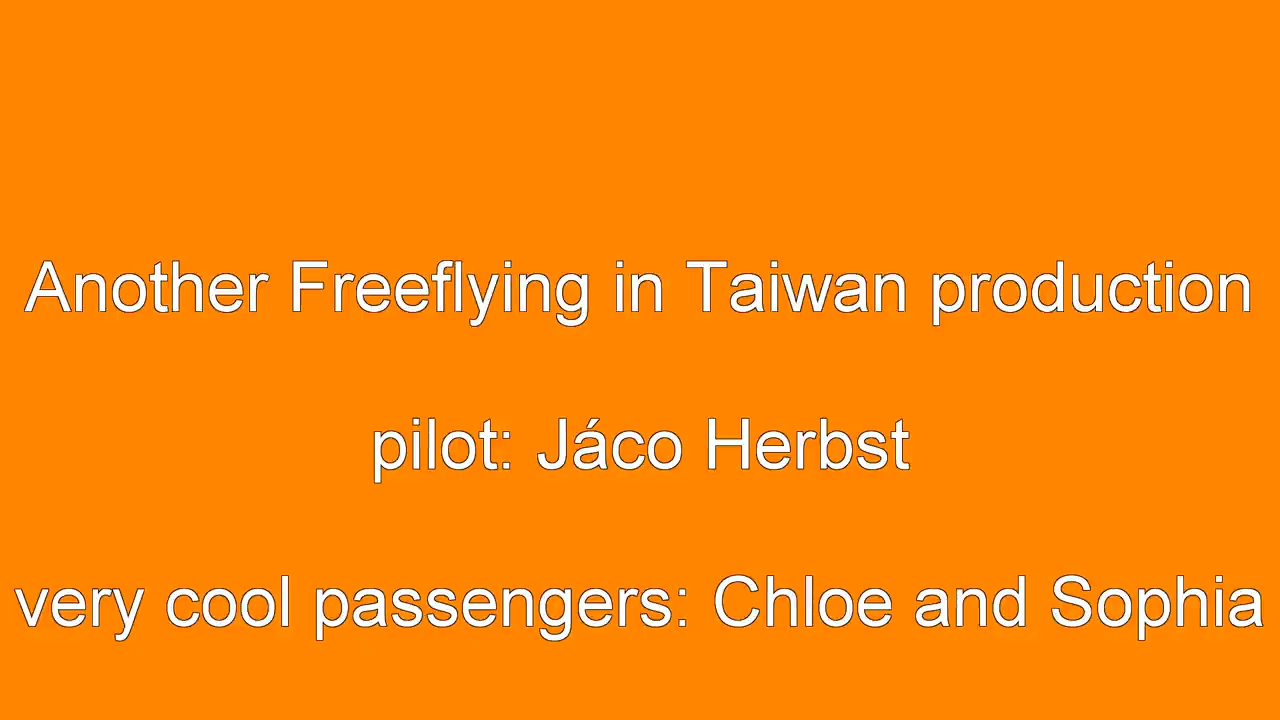 Another Freeflying in Taiwan production
pilot: Jáco Herbst
very cool passengers: Chloe and Sophia